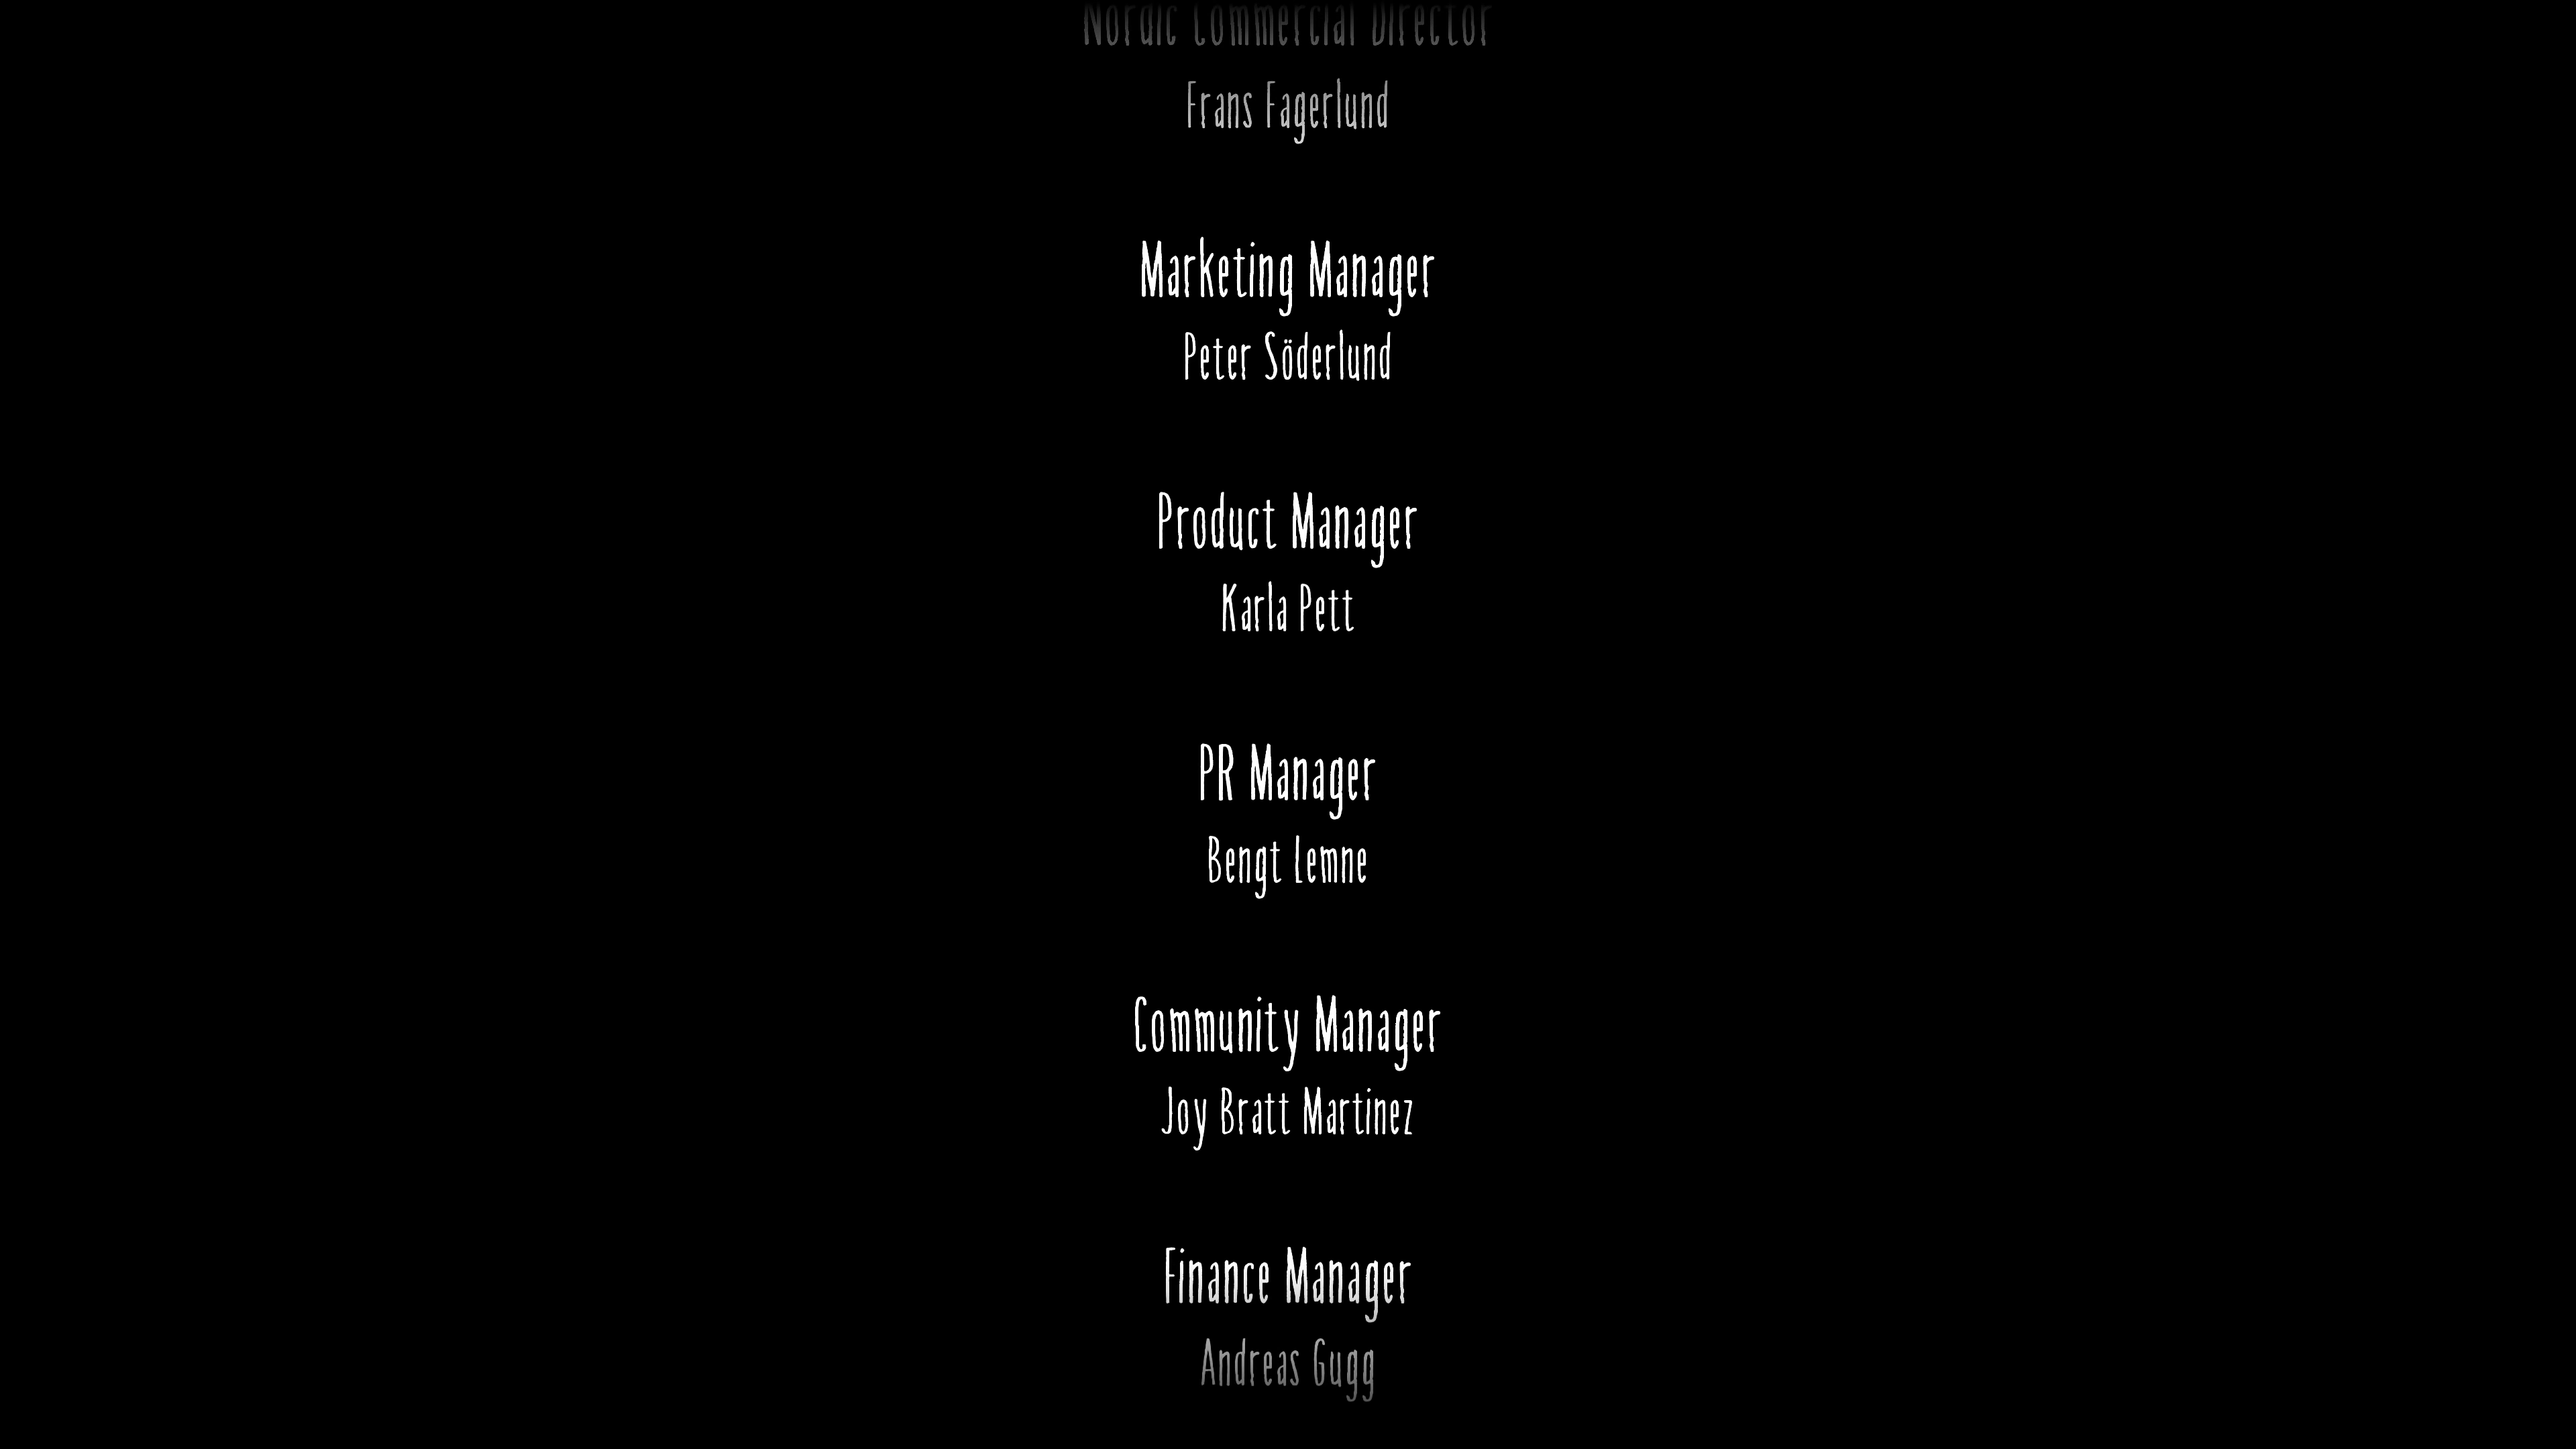 Nordic Commercial Director
Frans Fagerlund
Marketing Manager
Peter Söderlund
Product Manager
Karla Pett
PR Manager
Bengt Lemne
Community Manager
Joy Bratt Martinez
Finance Manager
Andreas Gugg